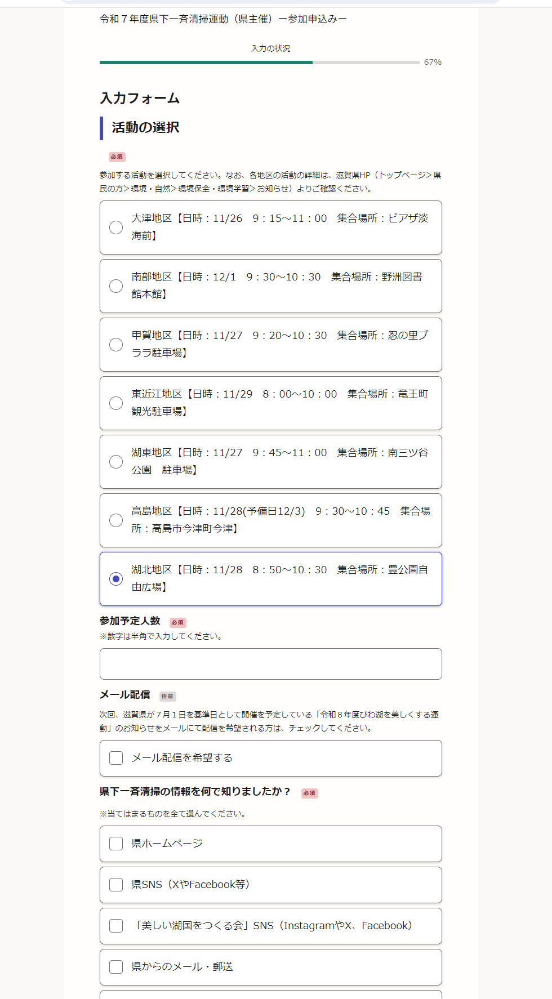 令和７年度県下一斉清掃運動（県主催）ー参加申込みー
入力の状況
67%
入力フォーム
活動の選択
必須
参加する活動を選択してください。なお、各地区の活動の詳細は、滋賀県HP（トップページ＞県
民の方＞環境・自然＞環境保全・環境学習＞お知らせ）よりご確認ください。
大津地区【日時：11/26　9：15～11：00　集合場所：ピアザ淡
海前】
南部地区【日時：12/1　9：30～10：30　集合場所：野洲図書
館本館】
甲賀地区【日時：11/27　9：20～10：30　集合場所：忍の里プ
ララ駐車場】
東近江地区【日時：11/29　8：00～10：00　集合場所：竜王町
観光駐車場】
湖東地区【日時：11/27　9：45～11：00　集合場所：南三ツ谷
公園　駐車場】
高島地区【日時：11/28(予備日12/3)　9：30～10：45　集合場
所：高島市今津町今津】
湖北地区【日時：11/28　8：50～10：30　集合場所：豊公園自
由広場】
参加予定人数 必須
※数字は半角で入力してください。
メール配信 任意
次回、滋賀県が７月１日を基準日として開催を予定している「令和８年度びわ湖を美しくする運
動」のお知らせをメールにて配信を希望される方は、チェックしてください。
メール配信を希望する
県下一斉清掃の情報を何で知りましたか？ 必須
※当てはまるものを全て選んでください。
県ホームページ
県SNS（XやFacebook等）
「美しい湖国をつくる会」SNS（InstagramやX、Facebook）
県からのメール・郵送